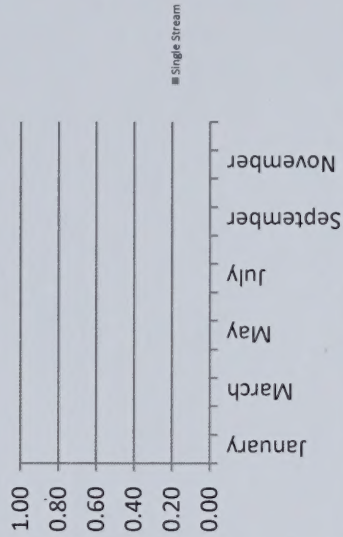 1.00
0.80
0.60
0.40
0.20
0.00
January
March
May
July
September
November
Single Stream